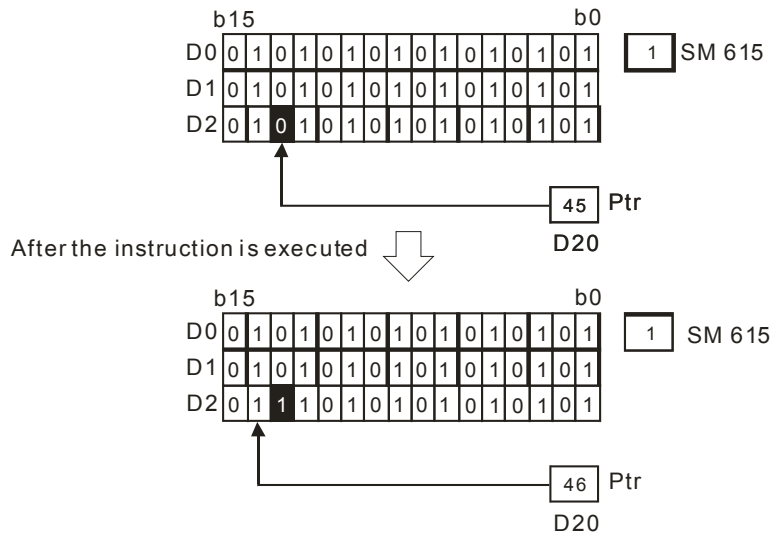 b15 b0
D0 0 1 0 1 0 1 0 1 0 1 0 1 0 1 0 1 1 SM 615
D1 0 1 0 1 0 1 0 1 0 1 0 1 0 1 0 1
D2 0 1 0 1 0 1 0 1 0 1 0 1 0 1 0 1
45 Ptr
D20
After the instruction is executed
b15 b0
D0 0 1 0 1 0 1 0 1 0 1 0 1 0 1 0 1 1 SM 615
D1 0 1 0 1 0 1 0 1 0 1 0 1 0 1 0 1
D2 0 1 1 1 0 1 0 1 0 1 0 1 0 1 0 1
46 Ptr
D20